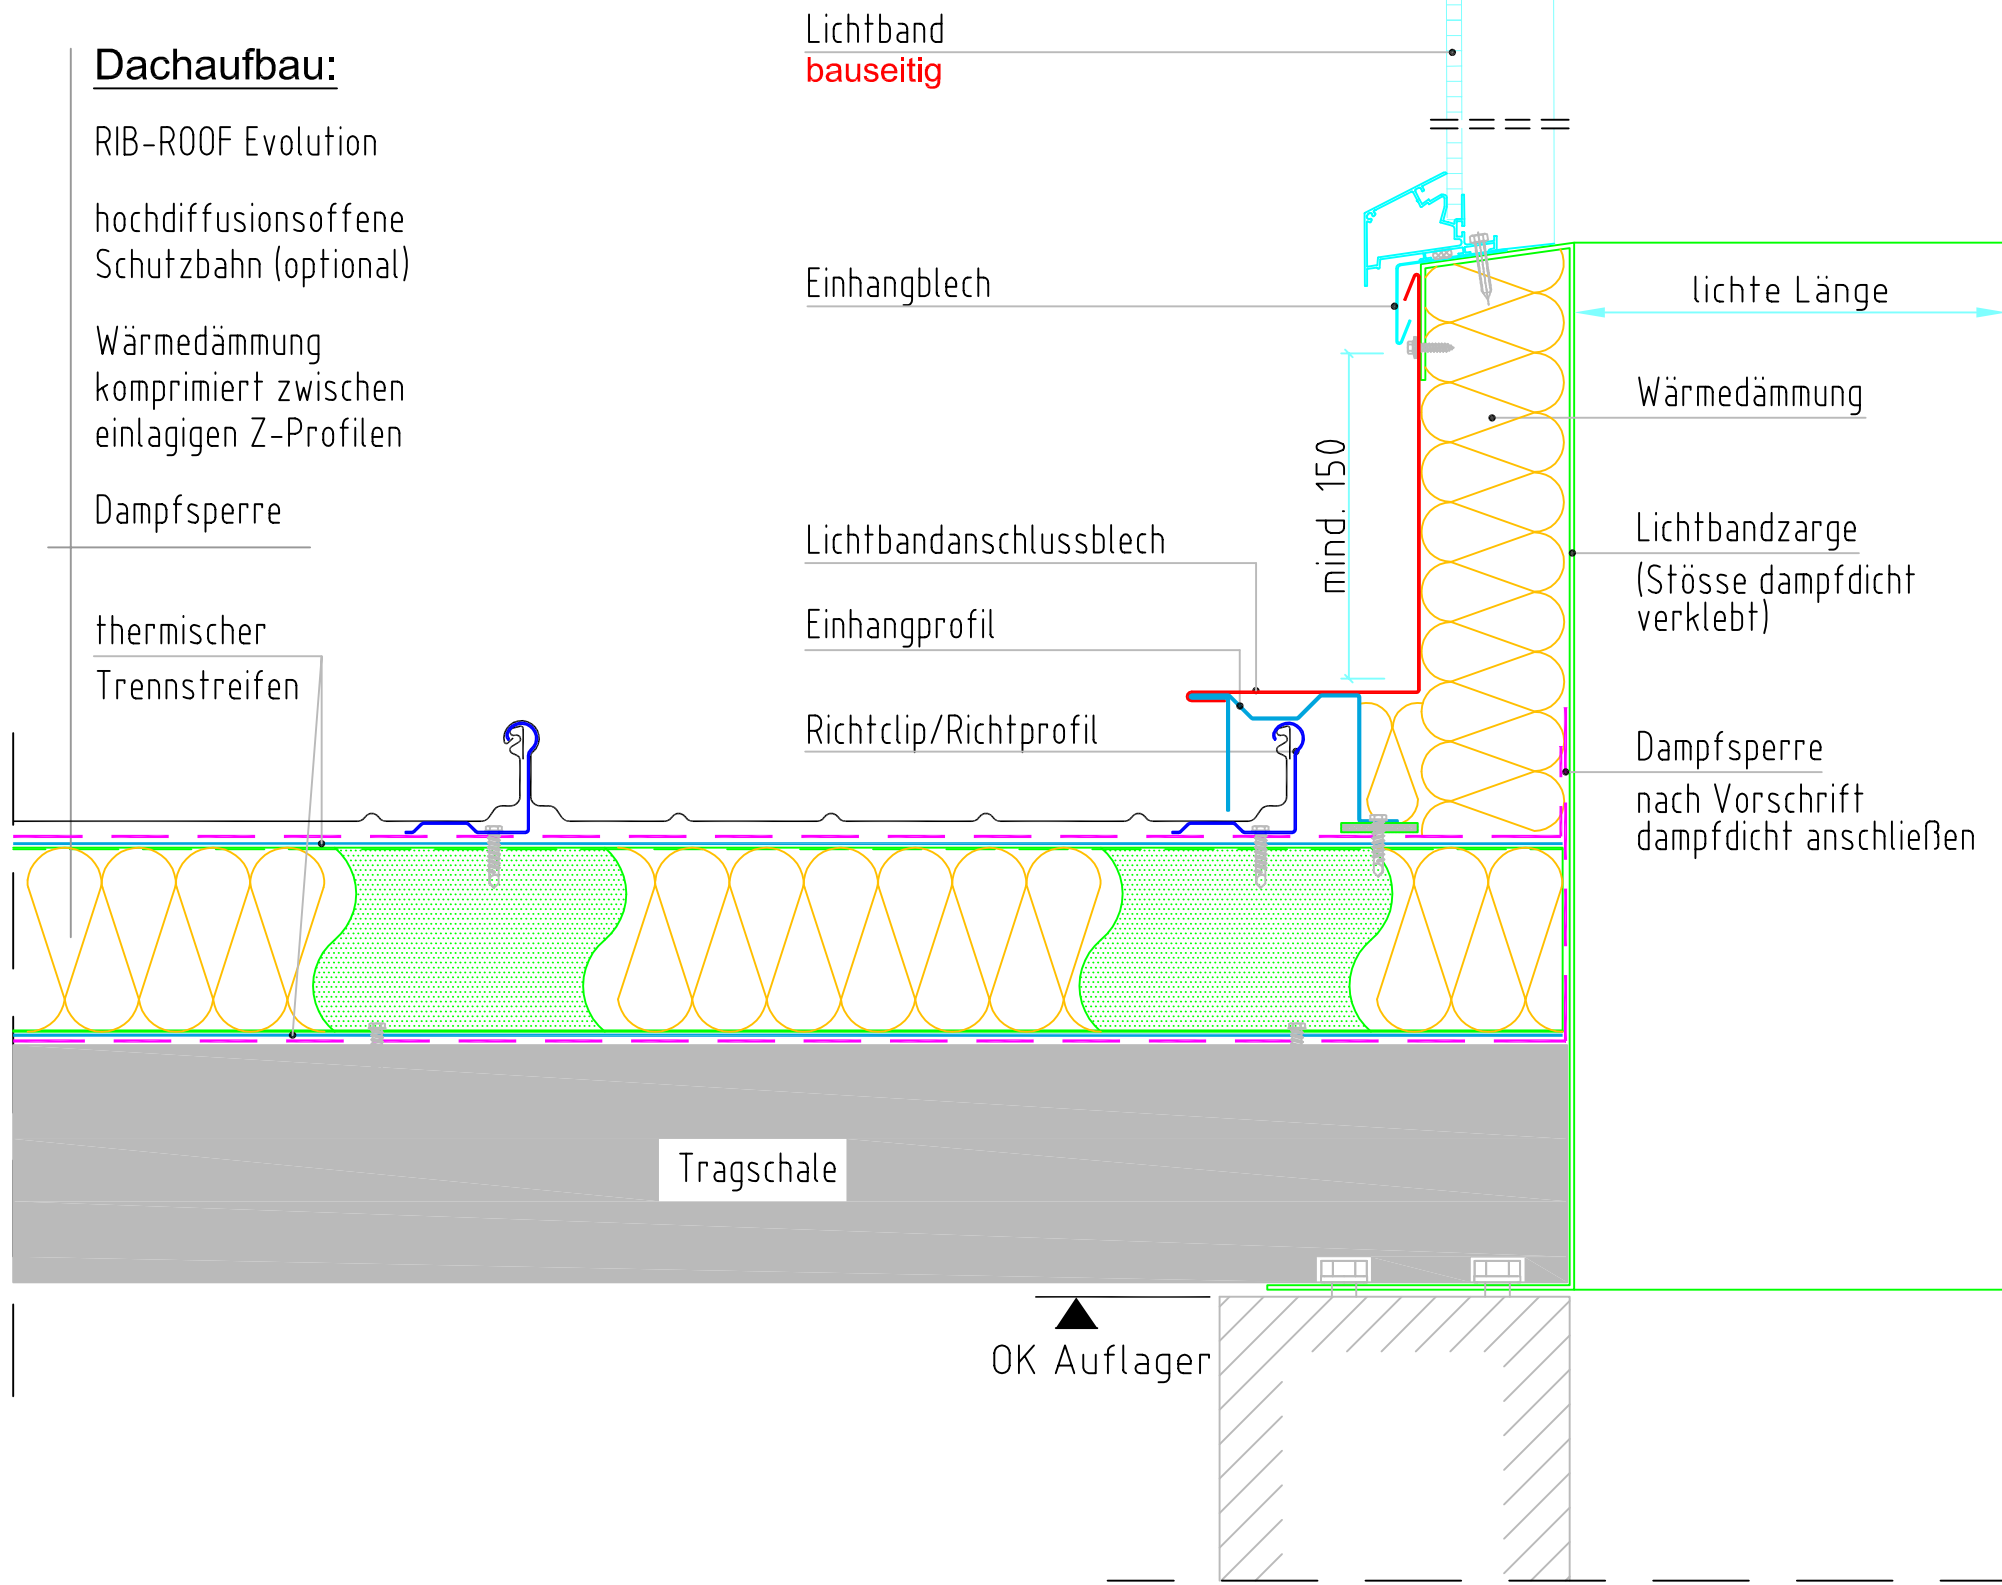 Dachaufbau:
RIB-ROOF Evolution
hochdiffusionsoffene
Schutzbahn (optional)
Wärmedämmung
komprimiert zwischen
einlagigen Z-Profilen
Dampfsperre
thermischer
Trennstreifen
Lichtband
bauseitig
Einhangblech
Lichtbandanschlussblech
Einhangprofil
Richtclip/Richtprofil
mind. 150
lichte Länge
Wärmedämmung
Lichtbandzarge
(Stösse dampfdicht
verklebt)
Dampfsperre
nach Vorschrift
dampfdicht anschließen
Tragschale
OK Auflager